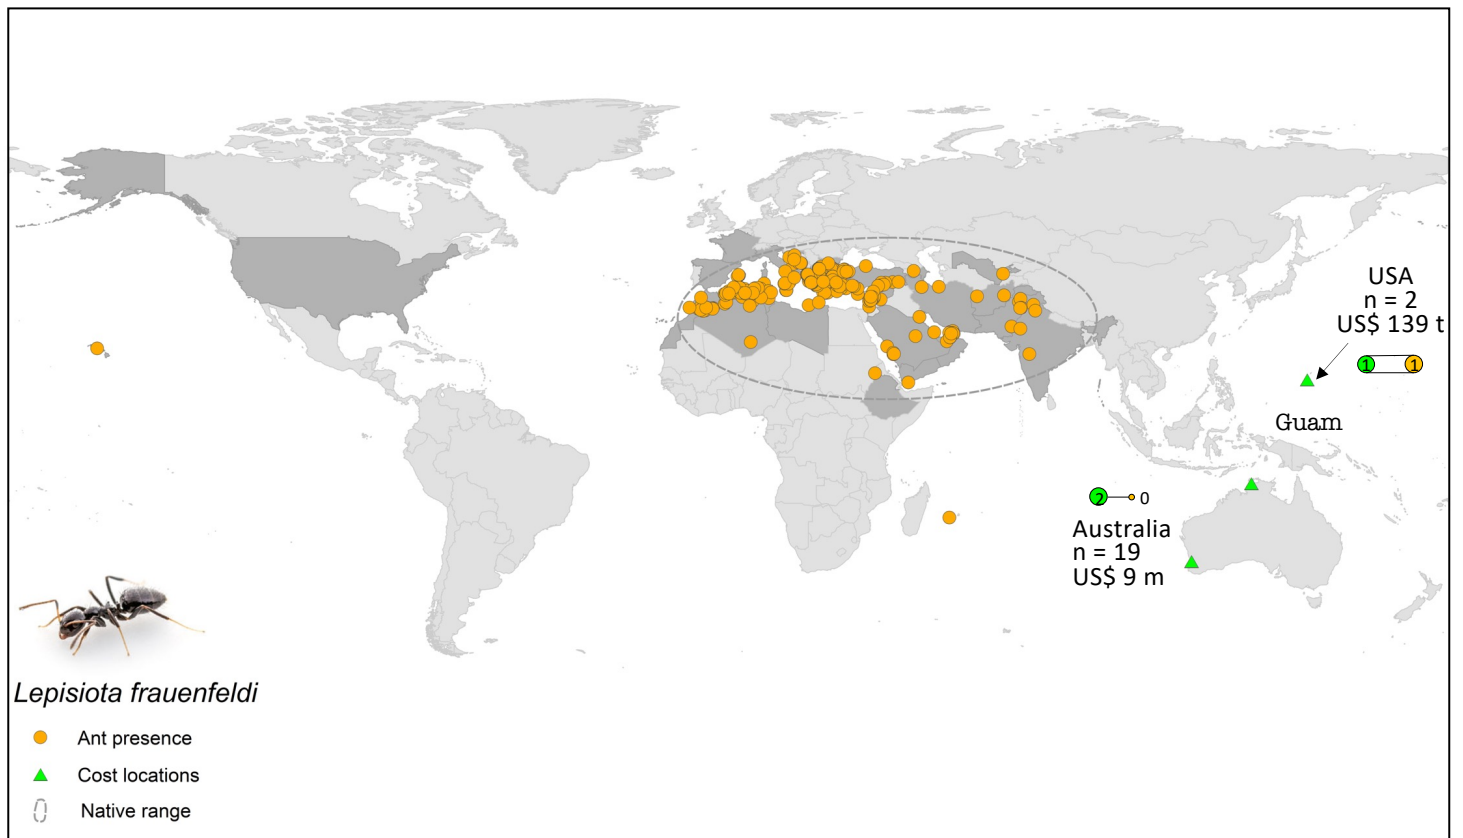 USA
n = 2
US$ 139 t
1 1
Guam
2 0
Australia
n = 19
US$ 9 m
Lepisiota frauenfeldi
Ant presence
Cost locations
Native range